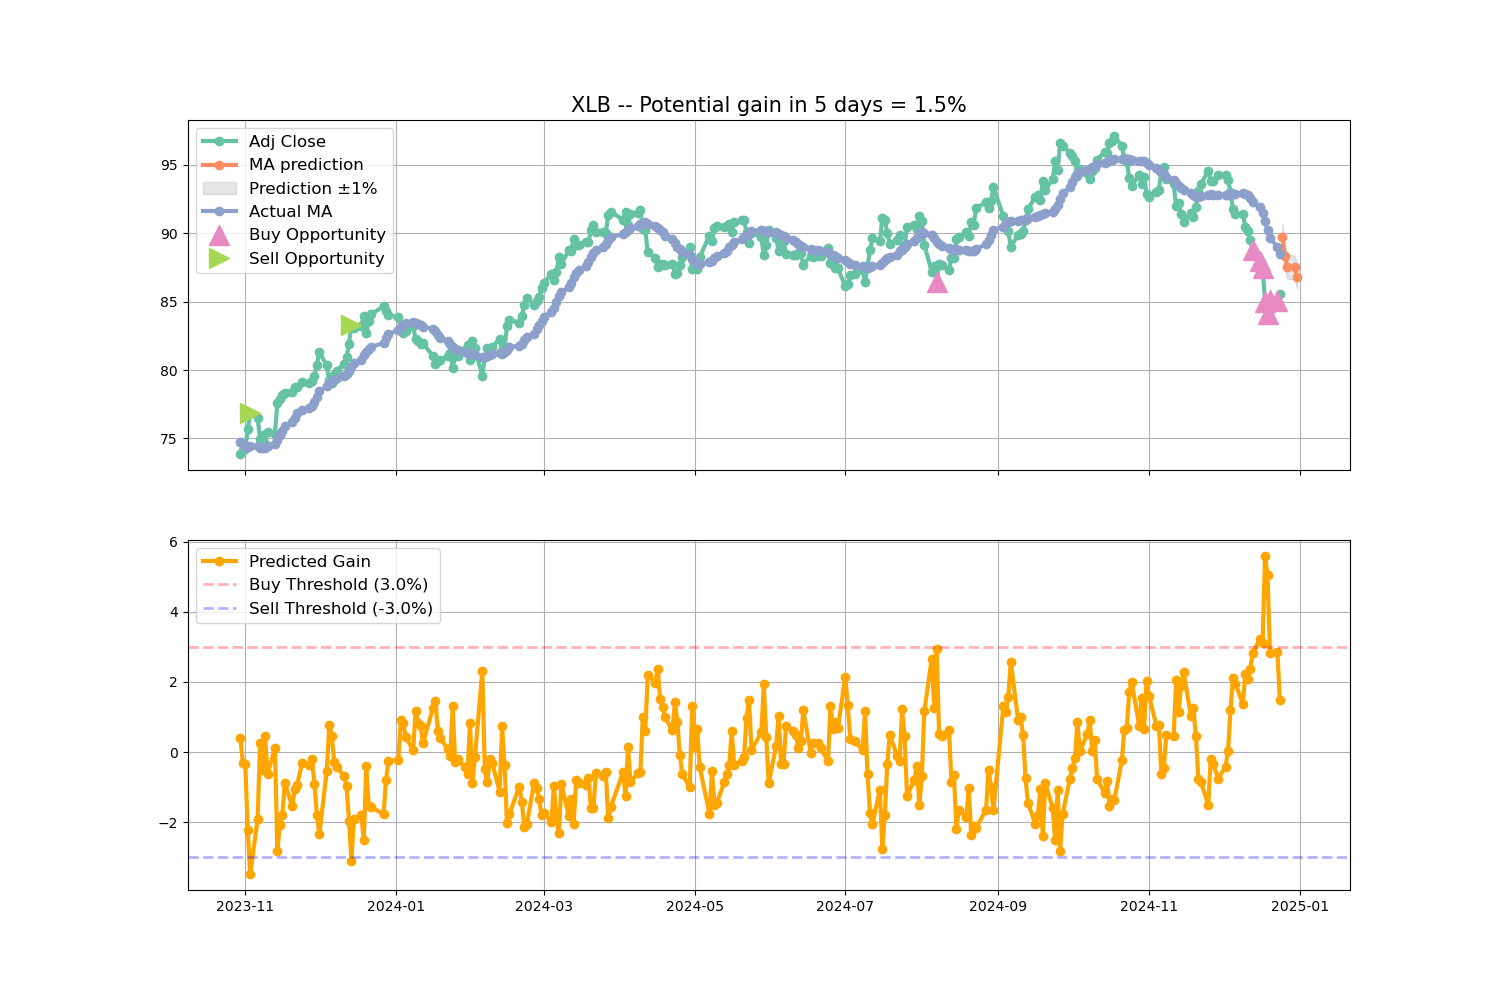 XLB -- Potential gain in 5 days = 1.5%
Adj Close
MA prediction
Prediction ±1%
Actual MA
Buy Opportunity
Sell Opportunity
95
90
85
80
75
Predicted Gain
Buy Threshold (3.0%)
Sell Threshold (-3.0%)
6
4
2
0
−2
2023-11 2024-01 2024-03 2024-05 2024-07 2024-09 2024-11 2025-01